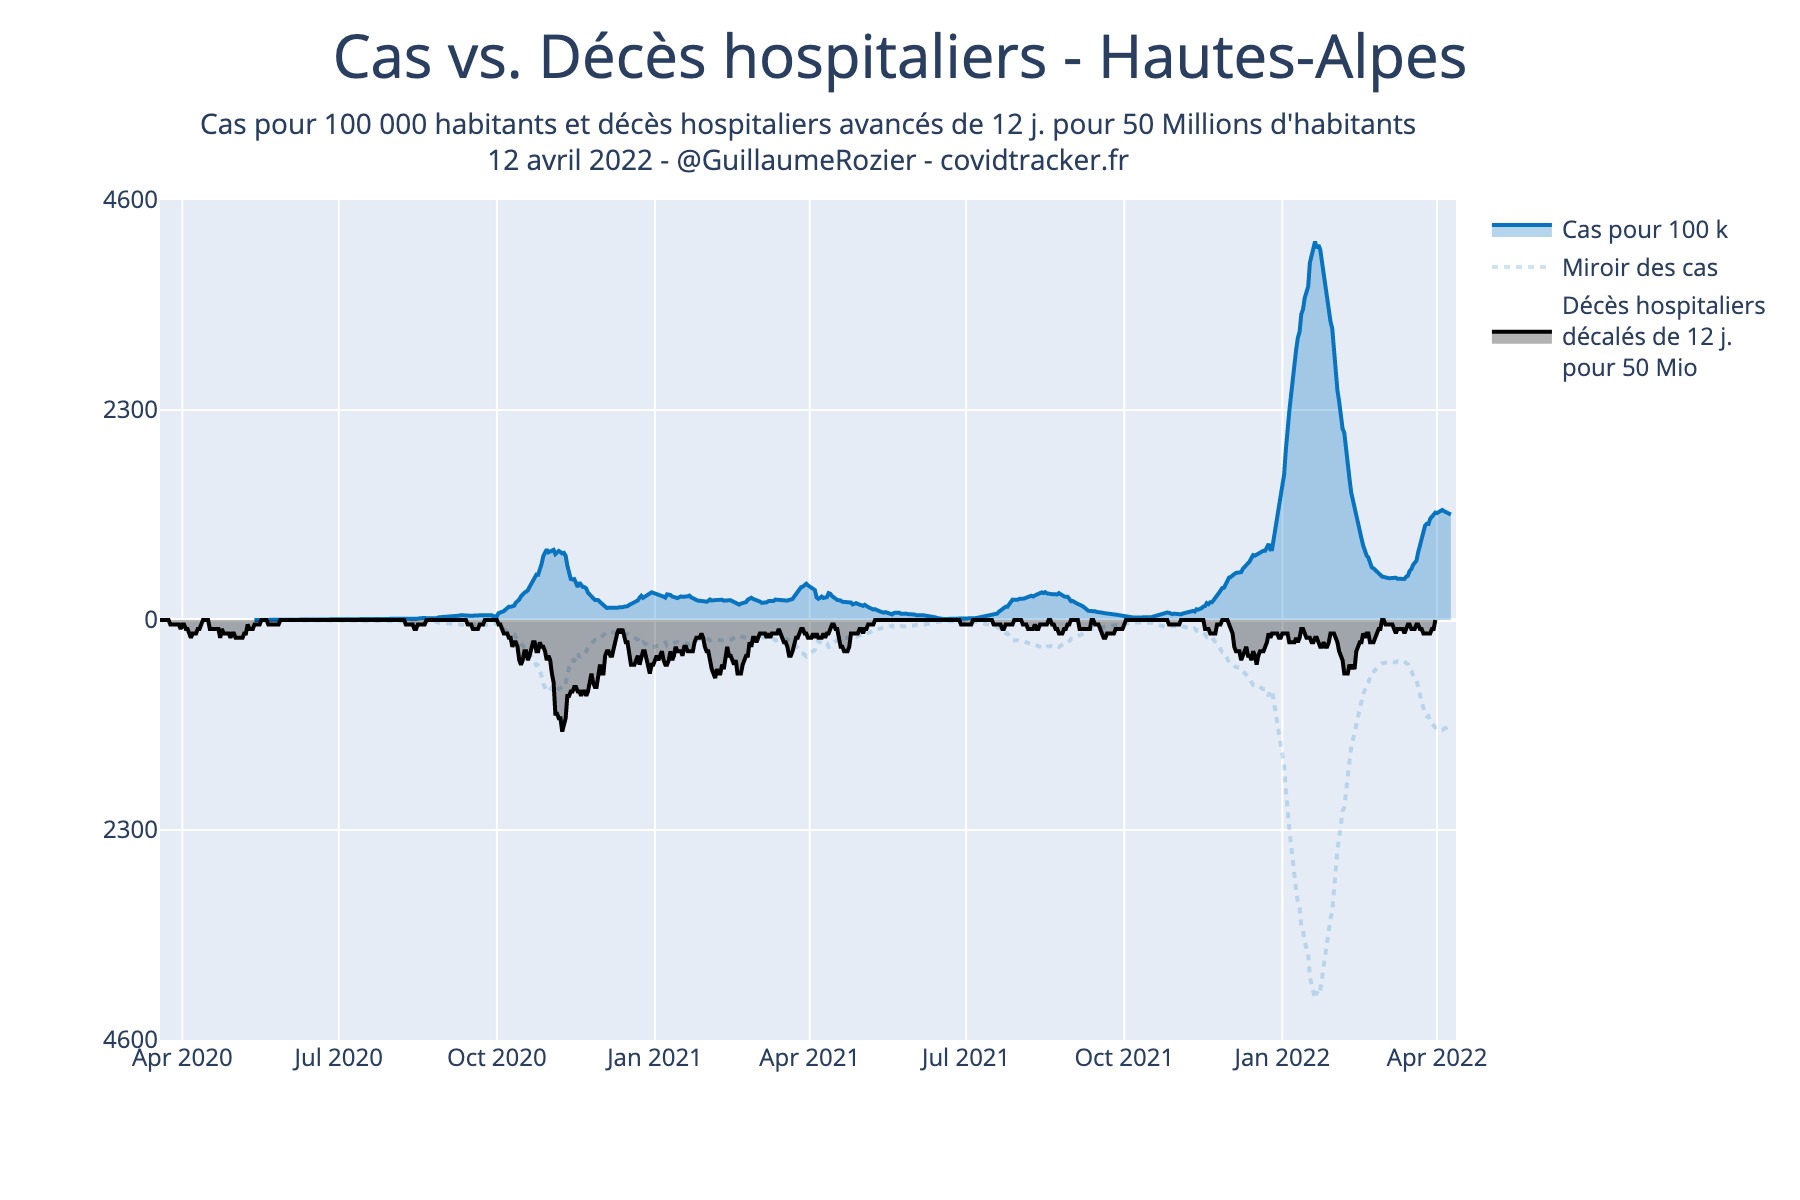 Cas vs. Décès hospitaliers - Hautes-Alpes
Cas pour 100 000 habitants et décès hospitaliers avancés de 12 j. pour 50 Millions d'habitants
12 avril 2022 - @GuillaumeRozier - covidtracker.fr
4600
2300
0
2300
4600
Apr 2020
Jul 2020
Oct 2020
Jan 2021
Apr 2021
Jul 2021
Oct 2021
Jan 2022
Apr 2022
Cas pour 100 k
Miroir des cas
Décès hospitaliers
décalés de 12 j.
pour 50 Mio